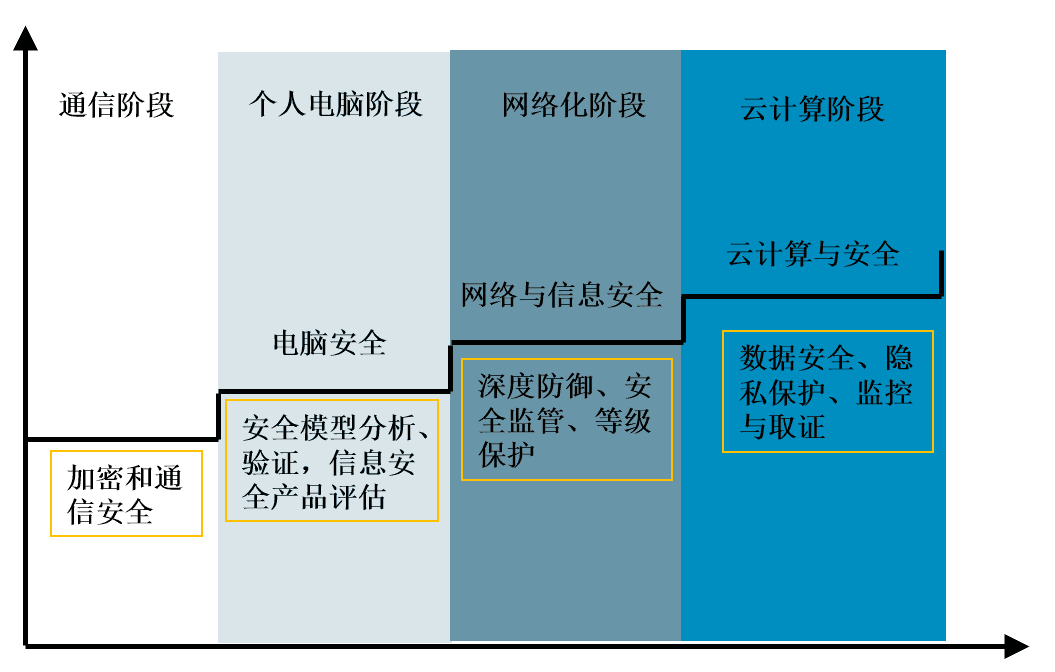 通信阶段
个人电脑阶段
网络化阶段
云计算阶段
云计算与安全
网络与信息安全
电脑安全
加密和通
信安全
安全模型分析、
验证，信息安
全产品评估
深度防御、安
全监管、等级
保护
数据安全、隐
私保护、监控
与取证